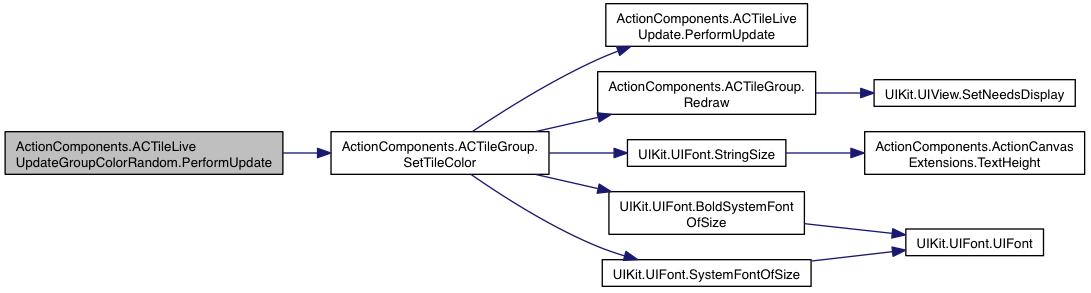 ActionComponents.ACTileLive
UpdateGroupColorRandom.PerformUpdate
ActionComponents.ACTileGroup.
SetTileColor
ActionComponents.ACTileLive
Update.PerformUpdate
ActionComponents.ACTileGroup.
Redraw
UIKit.UIView.SetNeedsDisplay
UIKit.UIFont.StringSize
ActionComponents.ActionCanvas
Extensions.TextHeight
UIKit.UIFont.BoldSystemFont
OfSize
UIKit.UIFont.UIFont
UIKit.UIFont.SystemFontOfSize